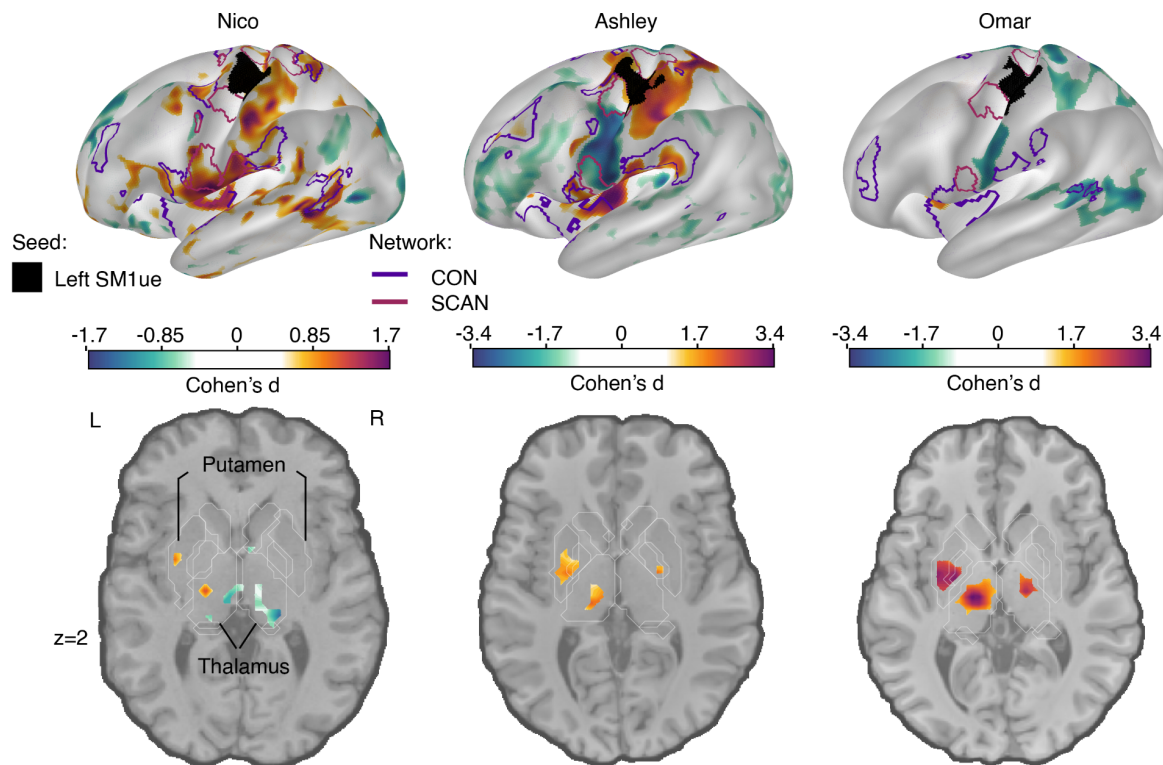 Nico
Ashley
Omar
Seed:
Left SM1ue
Network:
CON
SCAN
-1.7 -0.85 0 0.85 1.7
Cohen's d
-3.4 -1.7 0 1.7 3.4
Cohen's d
-3.4 -1.7 0 1.7 3.4
Cohen's d
L
R
Putamen
z=2
Thalamus